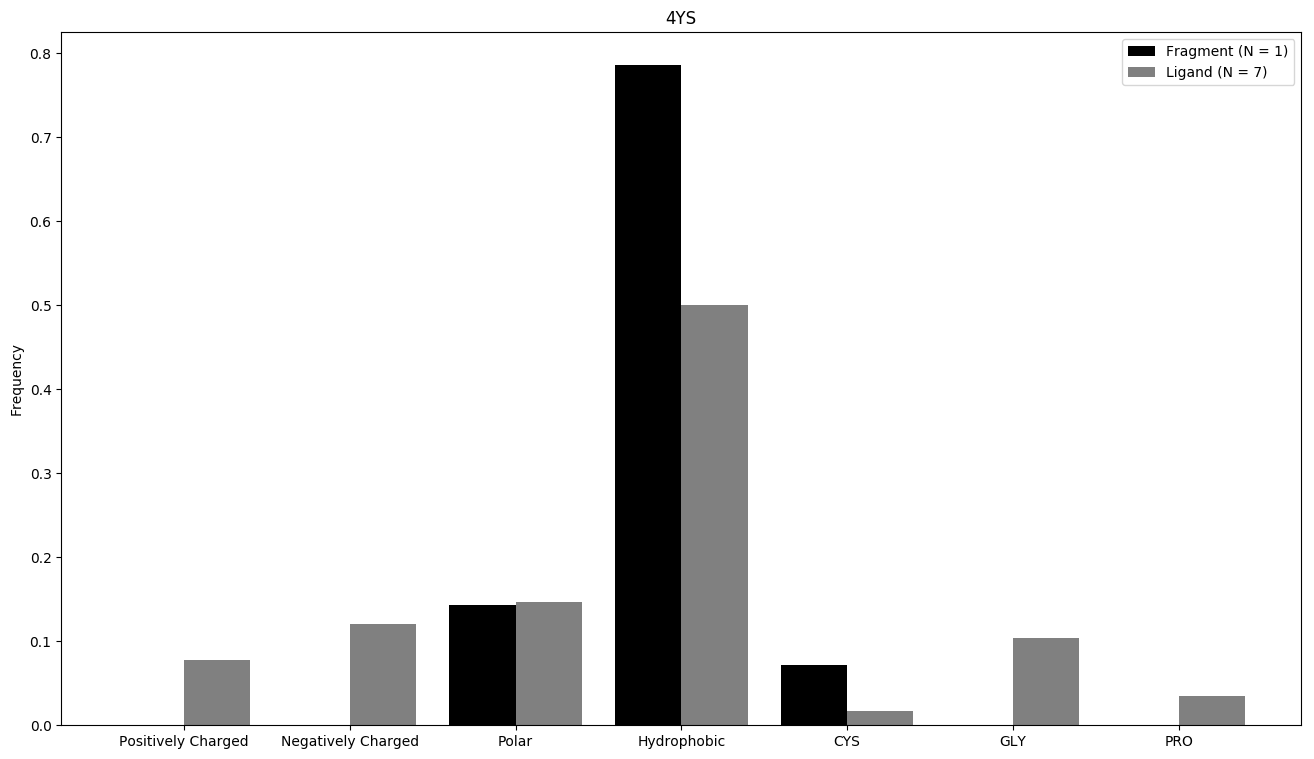 4YS
Fragment (N = 1)
Ligand (N = 7)
Frequency
0.8
0.7
0.6
0.5
0.4
0.3
0.2
0.1
0.0
Positively Charged Negatively Charged Polar Hydrophobic CYS GLY PRO